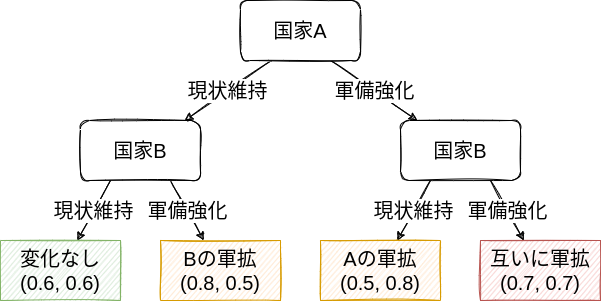 国家A
現状維持
軍備強化
国家B
国家B
現状維持
軍備強化
現状維持
軍備強化
変化なし
(0.6, 0.6)
Bの軍拡
(0.8, 0.5)
Aの軍拡
(0.5, 0.8)
互いに軍拡
(0.7, 0.7)